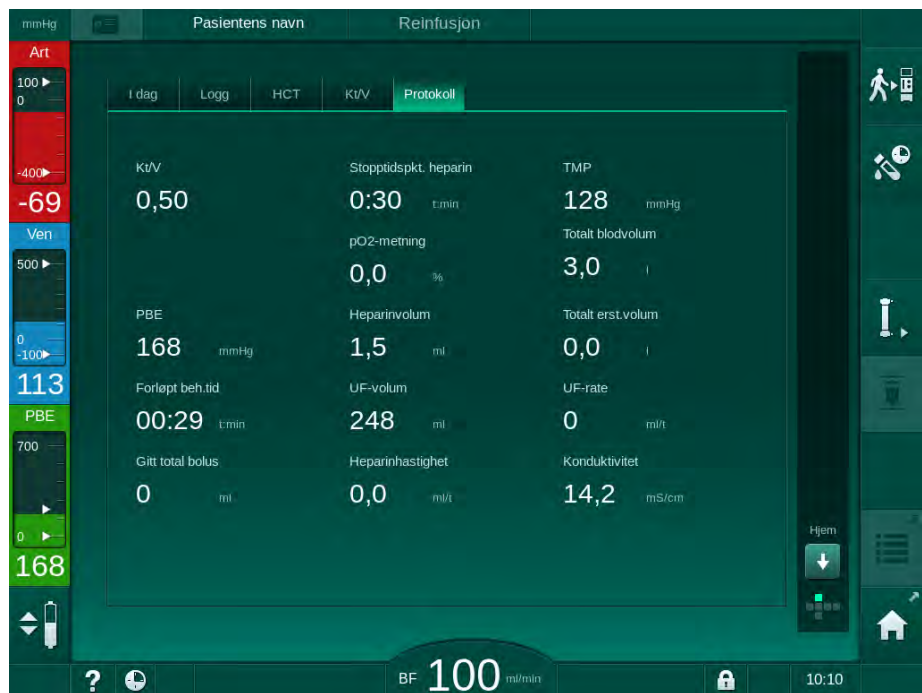 mmHg
Pasientens navn
Reinfusjon
Art
100
0
-400
-69
Ven
500
0
-100
113
PBE
700
0
168
I dag
Logg
HCT
Kt/V
Protokoll
Kt/V
0,50
Stopptidspkt. heparin
0:30 t:min
TMP
128 mmHg
pO2-metning
0,0 %
Totalt blodvolum
3,0 l
PBE
168 mmHg
Heparinvolum
1,5 ml
Totalt erst.volum
0,0 l
Forløpt beh.tid
00:29 t:min
UF-volum
248 ml
UF-rate
0 ml/t
Gitt total bolus
0 ml
Heparinhastighet
0,0 ml/t
Konduktivitet
14,2 mS/cm
Hjem
?
BF 100 ml/min
10:10